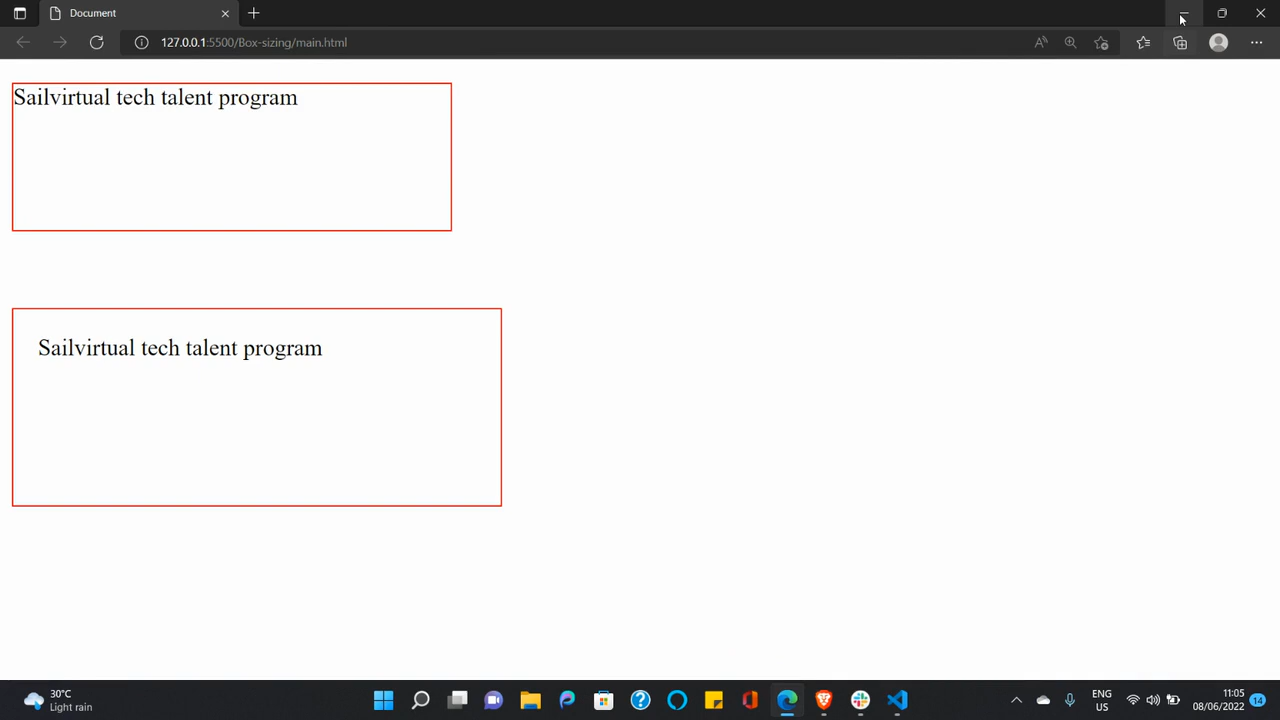 Document
127.0.0.1:5500/Box-sizing/main.html
Sailvirtual tech talent program
Sailvirtual tech talent program
30°C
Light rain
ENG
US
11:05
08/06/2022
14